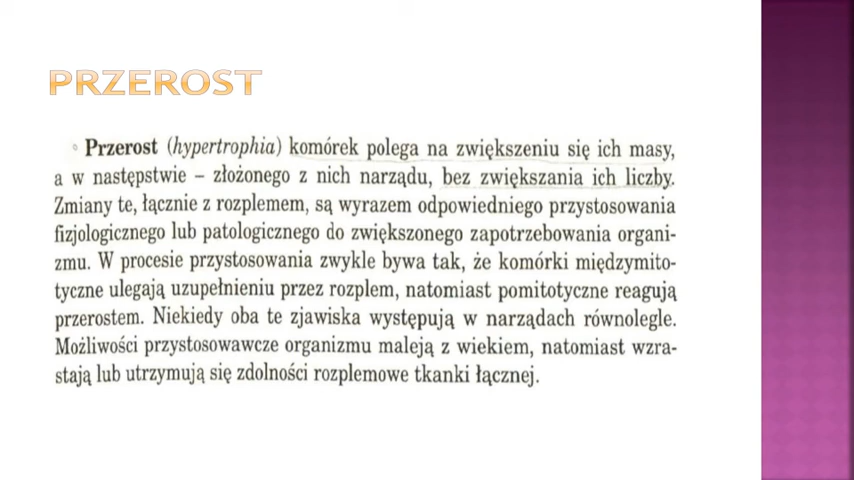 PRZEROST
Przerost (hypertrophia) komórek polega na zwiększeniu się ich masy,
a w następstwie – złożonego z nich narządu, bez zwiększania ich liczby.
Zmiany te, łącznie z rozplemem, są wyrazem odpowiedniego przystosowania
fizjologicznego lub patologicznego do zwiększonego zapotrzebowania organi-
zmu. W procesie przystosowania zwykle bywa tak, że komórki międzymito-
tyczne ulegają uzupełnieniu przez rozplem, natomiast pomitotyczne reagują
przerostem. Niekiedy oba te zjawiska występują w narządach równolegle.
Możliwości przystosowawcze organizmu maleją z wiekiem, natomiast wzra-
stają lub utrzymują się zdolności rozplemowe tkanki łącznej.